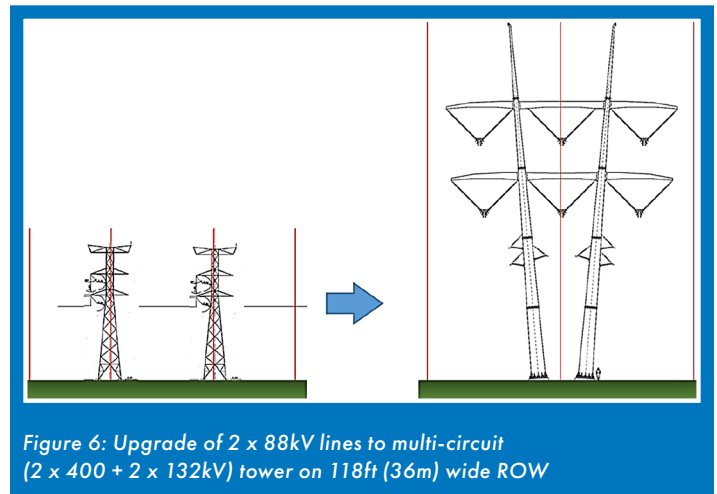 Figure 6: Upgrade of 2 x 88kV lines to multi-circuit
(2 x 400 + 2 x 132kV) tower on 118ft (36m) wide ROW